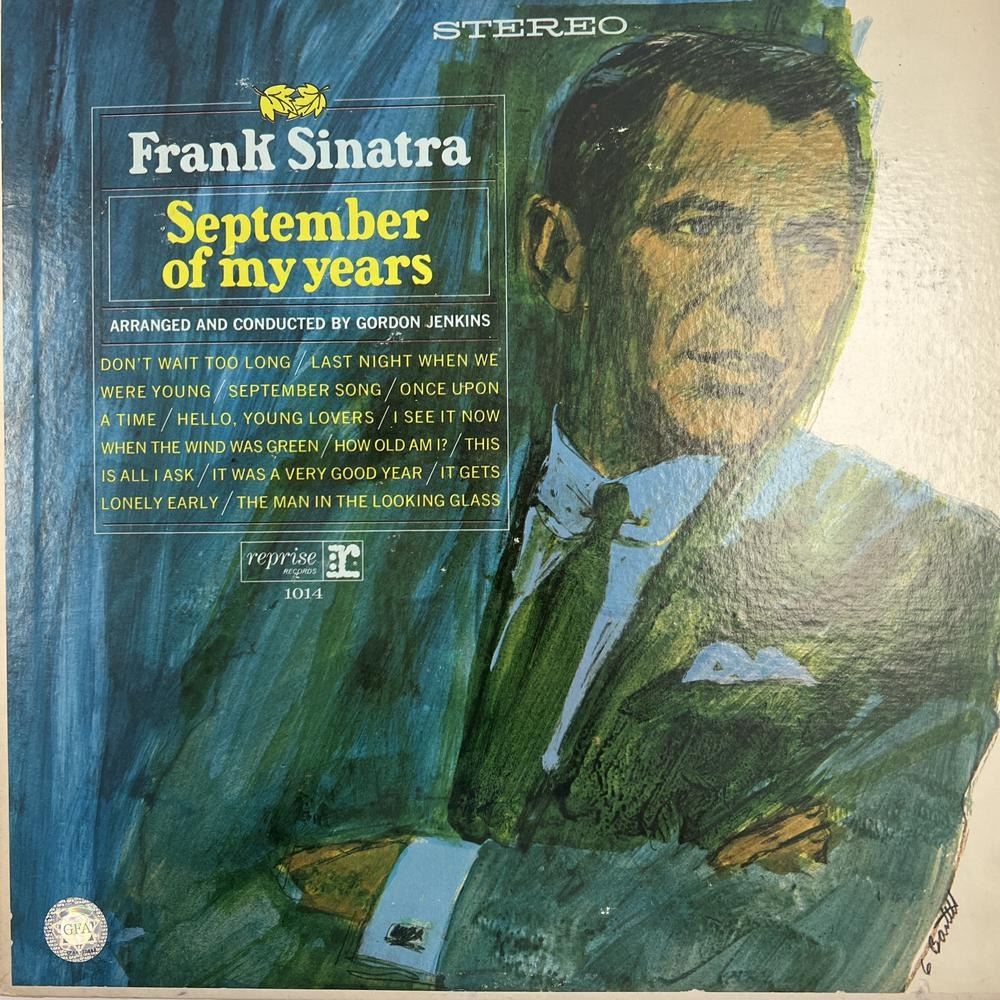 STEREO
Frank Sinatra
September
of my years
ARRANGED AND CONDUCTED BY GORDON JENKINS
DON'T WAIT TOO LONG / LAST NIGHT WHEN WE
WERE YOUNG / SEPTEMBER SONG / ONCE UPON
A TIME / HELLO, YOUNG LOVERS / I SEE IT NOW
WHEN THE WIND WAS GREEN / HOW OLD AM I? / THIS
IS ALL I ASK / IT WAS A VERY GOOD YEAR / IT GETS
LONELY EARLY / THE MAN IN THE LOOKING GLASS
reprise r
RECORDS
1014
GFA